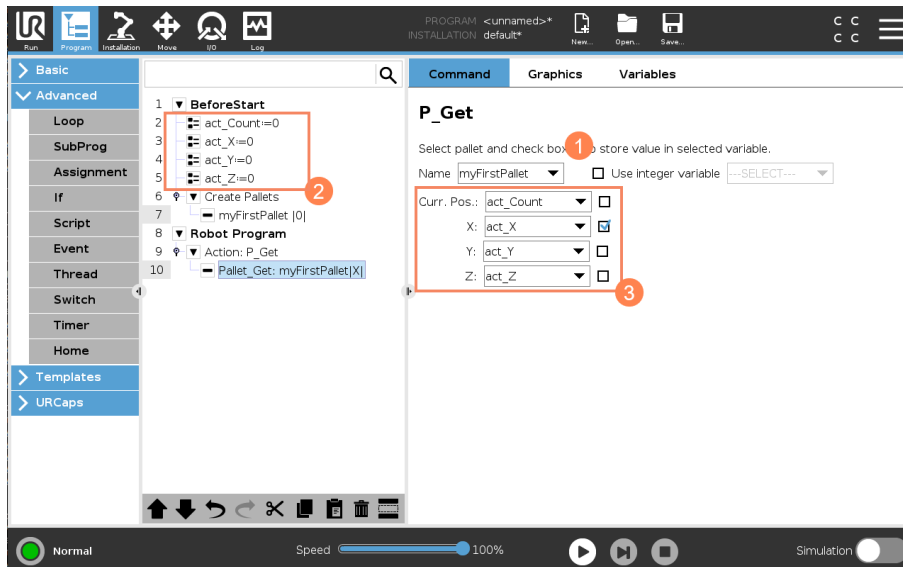 UR
PROGRAM <unnamed>*
INSTALLATION default*
C C
C C
Run Program Installation Move I/O Log New... Open... Save...
Basic
Advanced
Loop
SubProg
Assignment
If
Script
Event
Thread
Switch
Timer
Home
Templates
URCaps
1 BeforeStart
2 act_Count:=0
3 act_X:=0
4 act_Y:=0
5 act_Z:=0
2
6 Create Pallets
7 myFirstPallet |0|
8 Robot Program
9 Action: P_Get
10 Pallet_Get: myFirstPallet|X|
Command Graphics Variables
P_Get
1
Select pallet and check box to store value in selected variable.
Name myFirstPallet Use integer variable ---SELECT---
Curr. Pos.: act_Count
X: act_X
Y: act_Y
Z: act_Z
3
Normal Speed 100% Simulation